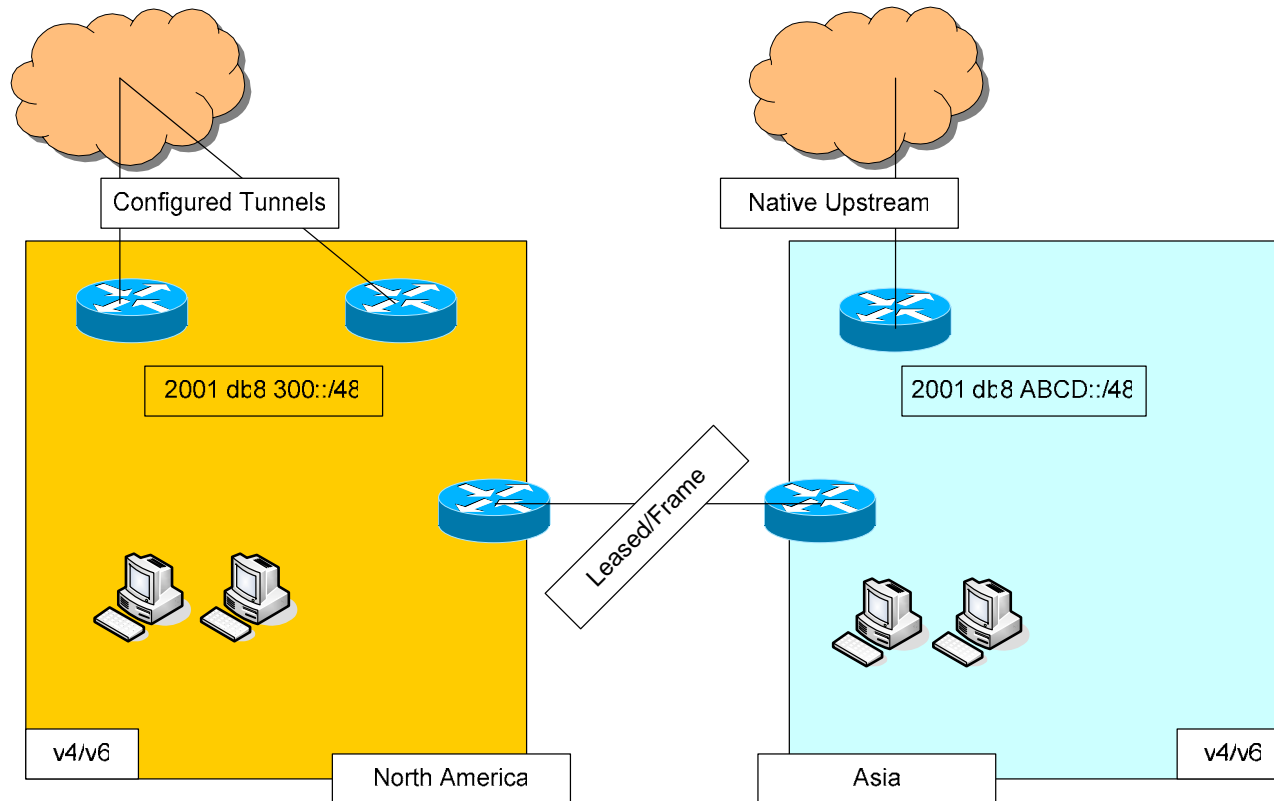 Configured Tunnels
Native Upstream
2001 db8 300::/48
2001 db8 ABCD::/48
Leased/Frame
v4/v6
North America
Asia
v4/v6